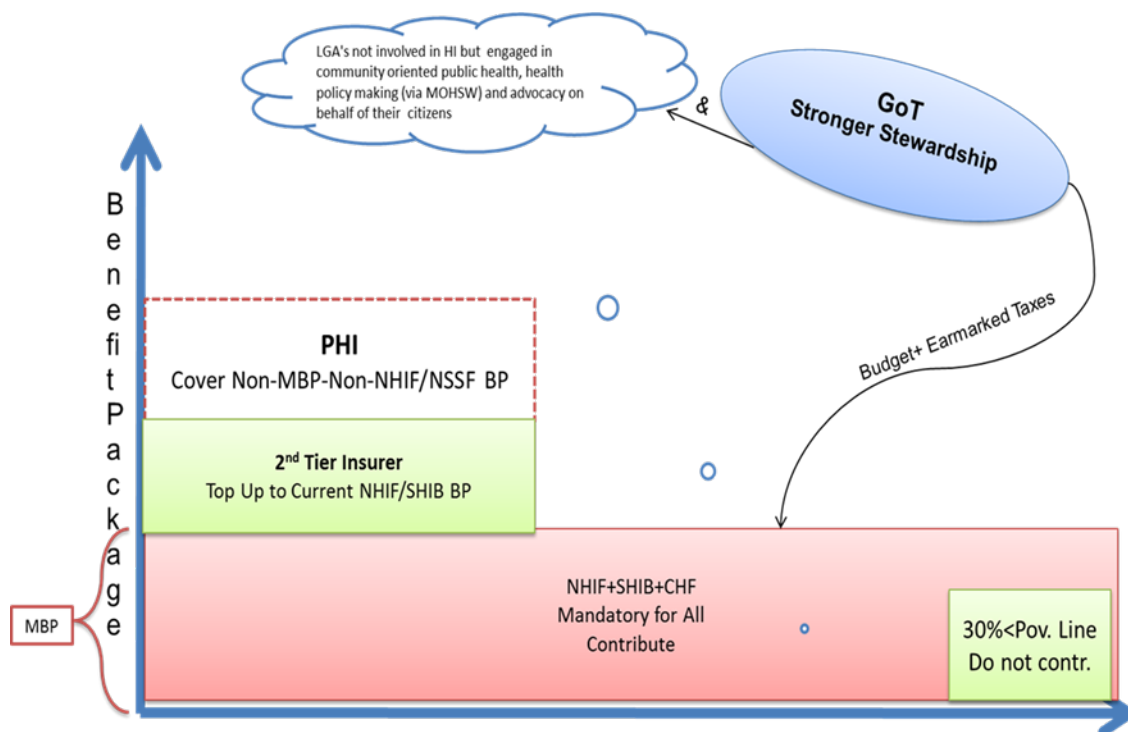 LGA's not involved in HI but engaged in
community oriented public health, health
policy making (via MOHSW) and advocacy on
behalf of their citizens
&
GoT
Stronger Stewardship
Benefit Package
Budget+ Earmarked Taxes
PHI
Cover Non-MBP-Non-NHIF/NSSF BP
2nd Tier Insurer
Top Up to Current NHIF/SHIB BP
MBP
NHIF+SHIB+CHF
Mandatory for All
Contribute
30%<Pov. Line
Do not contr.